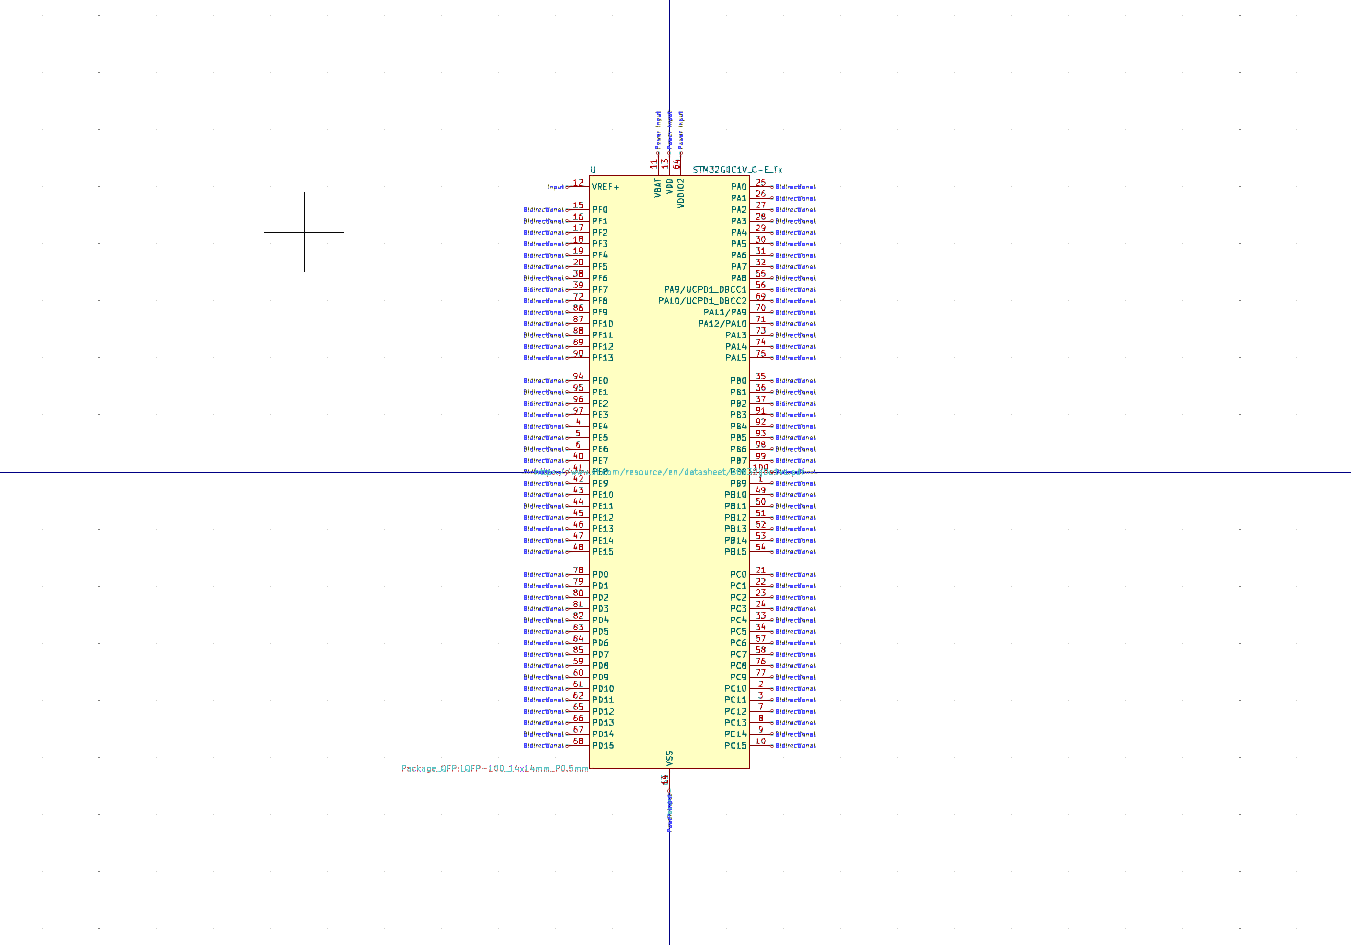 Power Input Power Input Power Input
11 13 64
U
VBAT VDD VDDIO2
Input 12 VREF+ PA0 25 Bidirectional
PA1 26 Bidirectional
Bidirectional 15 PF0 PA2 27 Bidirectional
Bidirectional 16 PF1 PA3 28 Bidirectional
Bidirectional 17 PF2 PA4 29 Bidirectional
Bidirectional 18 PF3 PA5 30 Bidirectional
Bidirectional 19 PF4 PA6 31 Bidirectional
Bidirectional 20 PF5 PA7 32 Bidirectional
Bidirectional 38 PF6 PA8 Bidirectional
Bidirectional 39 PF7 PA9/UCPD1_DBCC1 56 Bidirectional
Bidirectional 72 PF8 PA10/UCPD1_DBCC2 69 Bidirectional
Bidirectional 86 PF9 PA11/PA9 70 Bidirectional
Bidirectional 87 PF10 PA12/PA10 71 Bidirectional
Bidirectional 88 PF11 PA13 73 Bidirectional
Bidirectional 89 PF12 PA14 74 Bidirectional
Bidirectional 90 PF13 PA15 75 Bidirectional
Bidirectional 94 PE0 PB0 35 Bidirectional
Bidirectional 95 PE1 PB1 36 Bidirectional
Bidirectional 96 PE2 PB2 37 Bidirectional
Bidirectional 97 PE3 PB3 91 Bidirectional
Bidirectional 4 PE4 PB4 92 Bidirectional
Bidirectional 5 PE5 PB5 93 Bidirectional
Bidirectional 6 PE6 PB6 98 Bidirectional
Bidirectional 40 PE7 PB7 99 Bidirectional
41 PE8 100
Bidirectional 42 PE9 PB9 1 Bidirectional
Bidirectional 43 PE10 PB10 49 Bidirectional
Bidirectional 44 PE11 PB11 50 Bidirectional
Bidirectional 45 PE12 PB12 51 Bidirectional
Bidirectional 46 PE13 PB13 52 Bidirectional
Bidirectional 47 PE14 PB14 53 Bidirectional
Bidirectional 48 PE15 PB15 54 Bidirectional
Bidirectional 78 PD0 PC0 21 Bidirectional
Bidirectional 79 PD1 PC1 22 Bidirectional
Bidirectional 80 PD2 PC2 23 Bidirectional
Bidirectional 81 PD3 PC3 24 Bidirectional
Bidirectional 82 PD4 PC4 33 Bidirectional
Bidirectional 83 PD5 PC5 34 Bidirectional
Bidirectional 84 PD6 PC6 57 Bidirectional
Bidirectional 85 PD7 PC7 58 Bidirectional
Bidirectional 59 PD8 PC8 76 Bidirectional
Bidirectional 60 PD9 PC9 77 Bidirectional
Bidirectional 61 PD10 PC10 2 Bidirectional
Bidirectional 62 PD11 PC11 3 Bidirectional
Bidirectional 65 PD12 PC12 7 Bidirectional
Bidirectional 66 PD13 PC13 8 Bidirectional
Bidirectional 67 PD14 PC14 9 Bidirectional
Bidirectional 68 PD15 PC15 10 Bidirectional
VSS
Package_QFP:LQFP-100_14x14mm_P0.5mm
Power Input